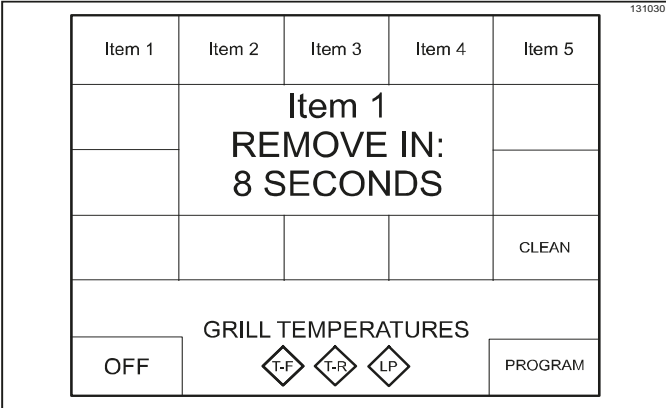 131030
Item 1 Item 2 Item 3 Item 4 Item 5
Item 1
REMOVE IN:
8 SECONDS
CLEAN
GRILL TEMPERATURES
OFF T-F T-R LP PROGRAM